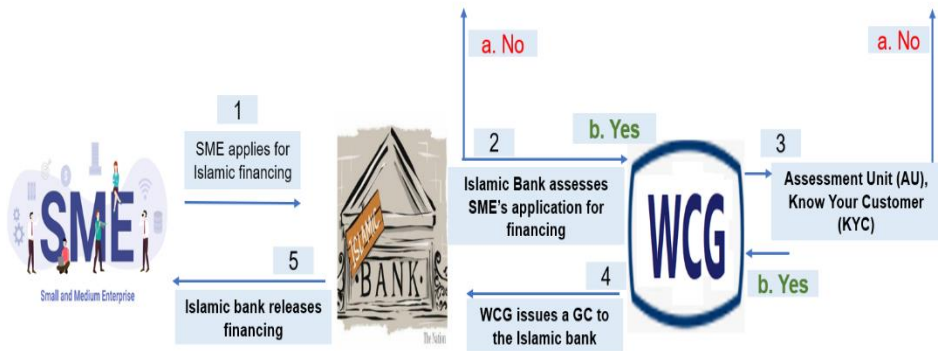 a. No
a. No
1
SME applies for
Islamic financing
SME
Small and Medium Enterprise
5
Islamic bank releases
financing
ISLAMIC
BANK
The Nation
2
b. Yes
Islamic Bank assesses
SME's application for
financing
WCG
3
Assessment Unit (AU),
Know Your Customer
(KYC)
b. Yes
4
WCG issues a GC to
the Islamic bank